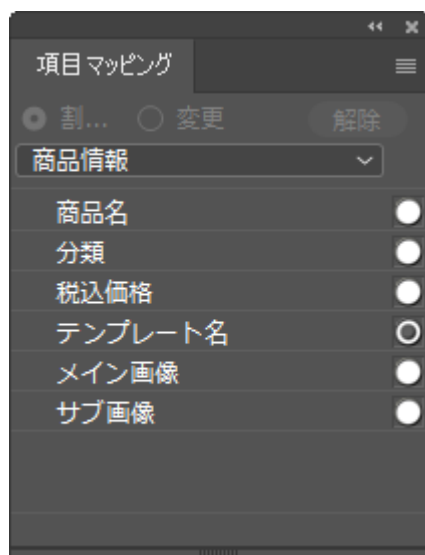 項目マッピング
割... 変更 解除
商品情報
商品名
分類
税込価格
テンプレート名
メイン画像
サブ画像